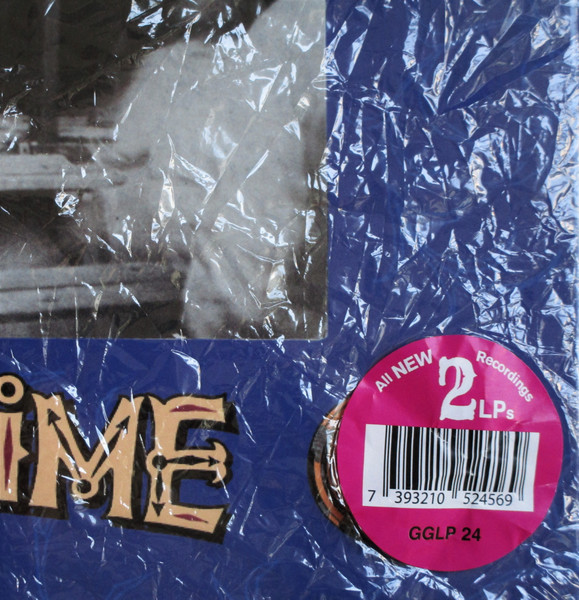 iME
All NEW 2 Recordings
LPs
7 393210 524569
GGLP 24